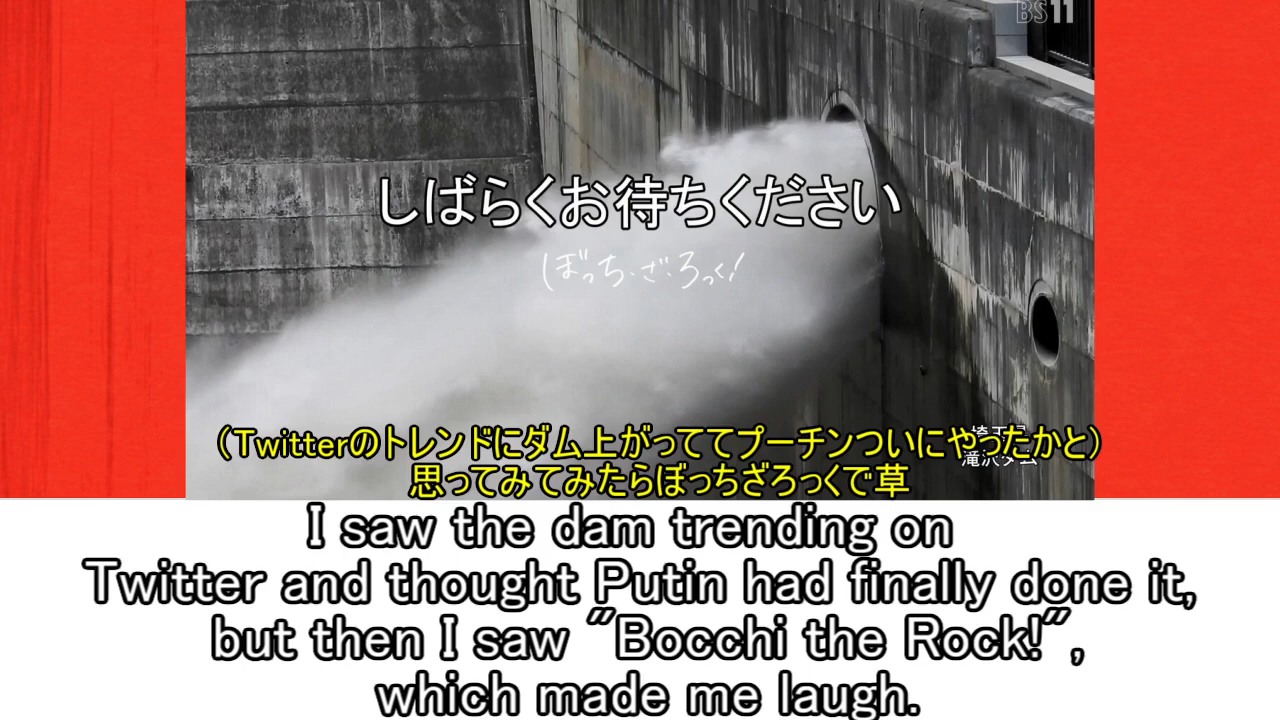 BS11
しばらくお待ちください
ぼっち・ざ・ろっく!
(Twitterのトレンドにダム上がっててプーチンついにやったかと)
滝沢ダム
思ってみてみたらぼっちざろっくで草
I saw the dam trending on
Twitter and thought Putin had finally done it,
but then I saw "Bocchi the Rock!",
which made me laugh.